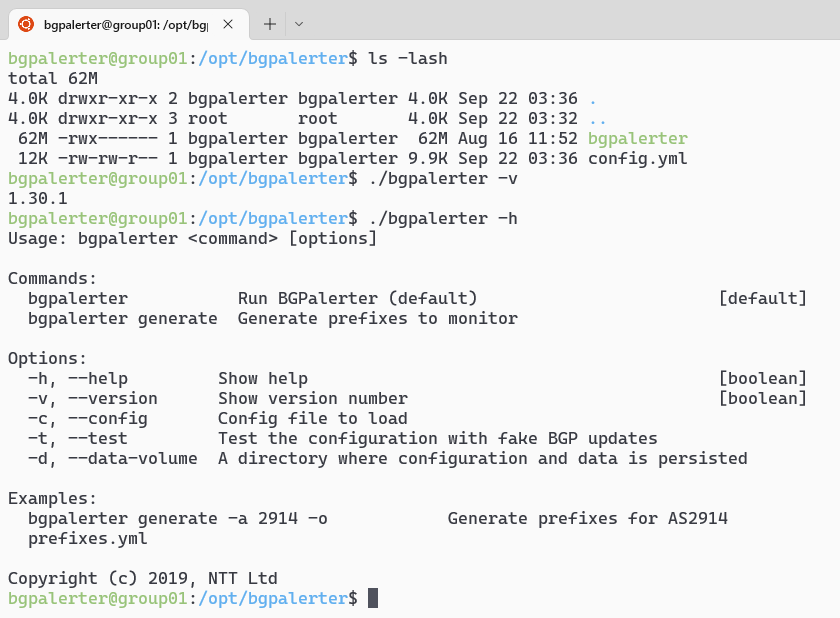 bgpalerter@group01: /opt/bgp
bgpalerter@group01:/opt/bgpalerter$ ls -lash
total 62M
4.0K drwxr-xr-x 2 bgpalerter bgpalerter 4.0K Sep 22 03:36 .
4.0K drwxr-xr-x 3 root       root       4.0K Sep 22 03:32 ..
 62M -rwx------ 1 bgpalerter bgpalerter  62M Aug 16 11:52 bgpalerter
 12K -rw-rw-r-- 1 bgpalerter bgpalerter 9.9K Sep 22 03:36 config.yml
bgpalerter@group01:/opt/bgpalerter$ ./bgpalerter -v
1.30.1
bgpalerter@group01:/opt/bgpalerter$ ./bgpalerter -h
Usage: bgpalerter <command> [options]
Commands:
  bgpalerter           Run BGPalerter (default)                        [default]
  bgpalerter generate  Generate prefixes to monitor
Options:
  -h, --help         Show help                                         [boolean]
  -v, --version      Show version number                               [boolean]
  -c, --config       Config file to load
  -t, --test         Test the configuration with fake BGP updates
  -d, --data-volume  A directory where configuration and data is persisted
Examples:
  bgpalerter generate -a 2914 -o            Generate prefixes for AS2914
  prefixes.yml
Copyright (c) 2019, NTT Ltd
bgpalerter@group01:/opt/bgpalerter$